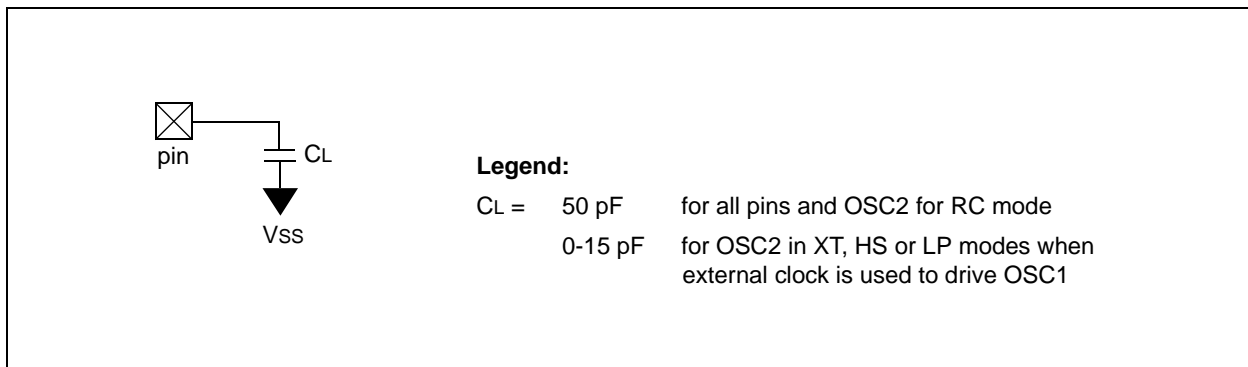 pin
CL
VSS
Legend:
CL = 50 pF for all pins and OSC2 for RC mode
0-15 pF for OSC2 in XT, HS or LP modes when
external clock is used to drive OSC1